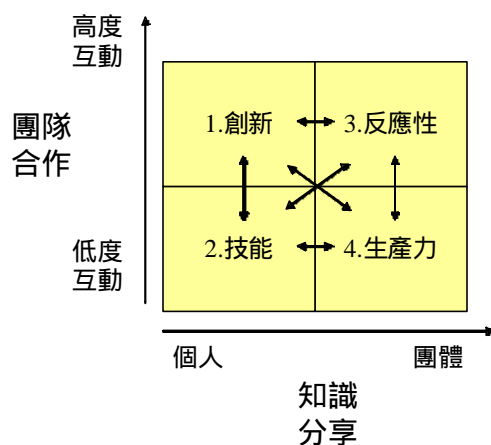 高度
互動
團隊
合作
1.創新
3.反應性
低度
互動
2.技能
4.生產力
個人
團體
知識
分享